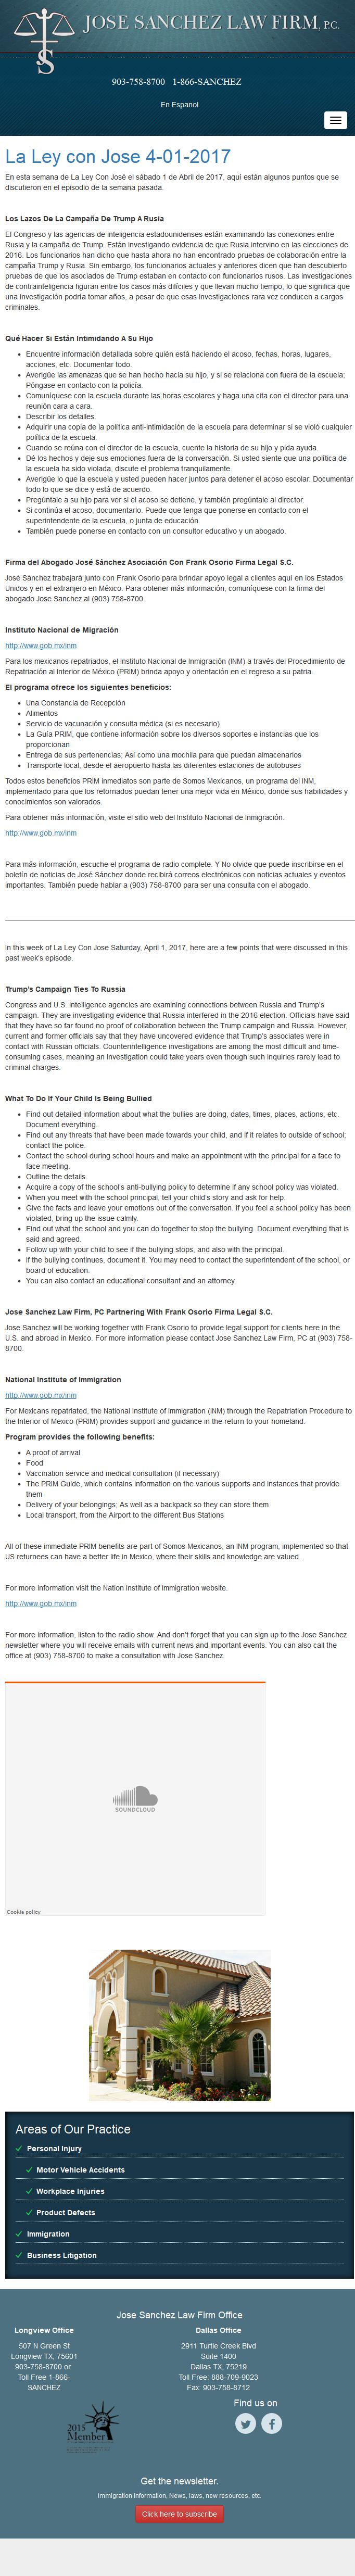 JOSE SANCHEZ LAW FIRM, P.C.
903-758-8700 1-866-SANCHEZ
En Espanol
La Ley con Jose 4-01-2017
En esta semana de La Ley Con José el sábado 1 de Abril de 2017, aquí están algunos puntos que se
discutieron en el episodio de la semana pasada.
Los Lazos De La Campaña De Trump A Rusia
El Congreso y las agencias de inteligencia estadounidenses están examinando las conexiones entre
Rusia y la campaña de Trump. Están investigando evidencia de que Rusia intervino en las elecciones de
2016. Los funcionarios han dicho que hasta ahora no han encontrado pruebas de colaboración entre la
campaña Trump y Rusia. Sin embargo, los funcionarios actuales y anteriores dicen que han descubierto
pruebas de que los asociados de Trump estaban en contacto con funcionarios rusos. Las investigaciones
de contrainteligencia figuran entre los casos más difíciles y que llevan mucho tiempo, lo que significa que
una investigación podría tomar años, a pesar de que esas investigaciones rara vez conducen a cargos
criminales.
Qué Hacer Si Están Intimidando A Su Hijo
Encuentre información detallada sobre quién está haciendo el acoso, fechas, horas, lugares,
acciones, etc. Documentar todo.
Averigüe las amenazas que se han hecho hacia su hijo, y si se relaciona con fuera de la escuela;
Póngase en contacto con la policía.
Comuníquese con la escuela durante las horas escolares y haga una cita con el director para una
reunión cara a cara.
Describir los detalles.
Adquirir una copia de la política anti-intimidación de la escuela para determinar si se violó cualquier
política de la escuela.
Cuando se reúna con el director de la escuela, cuente la historia de su hijo y pida ayuda.
Dé los hechos y deje sus emociones fuera de la conversación. Si usted siente que una política de
la escuela ha sido violada, discute el problema tranquilamente.
Averigüe lo que la escuela y usted pueden hacer juntos para detener el acoso escolar. Documentar
todo lo que se dice y está de acuerdo.
Pregúntale a su hijo para ver si el acoso se detiene, y también pregúntale al director.
Si continúa el acoso, documentarlo. Puede que tenga que ponerse en contacto con el
superintendente de la escuela, o junta de educación.
También puede ponerse en contacto con un consultor educativo y un abogado.
Firma del Abogado José Sánchez Asociación Con Frank Osorio Firma Legal S.C.
José Sánchez trabajará junto con Frank Osorio para brindar apoyo legal a clientes aquí en los Estados
Unidos y en el extranjero en México. Para obtener más información, comuníquese con la firma del
abogado Jose Sanchez al (903) 758-8700.
Instituto Nacional de Migración
http://www.gob.mx/inm
Para los mexicanos repatriados, el Instituto Nacional de Inmigración (INM) a través del Procedimiento de
Repatriación al Interior de México (PRIM) brinda apoyo y orientación en el regreso a su patria.
El programa ofrece los siguientes beneficios:
Una Constancia de Recepción
Alimentos
Servicio de vacunación y consulta médica (si es necesario)
La Guía PRIM, que contiene información sobre los diversos soportes e instancias que los
proporcionan
Entrega de sus pertenencias; Así como una mochila para que puedan almacenarlos
Transporte local, desde el aeropuerto hasta las diferentes estaciones de autobuses
Todos estos beneficios PRIM inmediatos son parte de Somos Mexicanos, un programa del INM,
implementado para que los retornados puedan tener una mejor vida en México, donde sus habilidades y
conocimientos son valorados.
Para obtener más información, visite el sitio web del Instituto Nacional de Inmigración.
http://www.gob.mx/inm
Para más información, escuche el programa de radio completo. Y No olvide que puede inscribirse en el
boletín de noticias de José Sánchez donde recibirá correos electrónicos con noticias actuales y eventos
importantes. También puede hablar a (903) 758-8700 para ser una consulta con el abogado.
In this week of La Ley Con Jose Saturday, April 1, 2017, here are a few points that were discussed in this
past week's episode.
Trump's Campaign Ties To Russia
Congress and U.S. intelligence agencies are examining connections between Russia and Trump's
campaign. They are investigating evidence that Russia interfered in the 2016 election. Officials have said
that they have so far found no proof of collaboration between the Trump campaign and Russia. However,
current and former officials say that they have uncovered evidence that Trump's associates were in
contact with Russian officials. Counterintelligence investigations are among the most difficult and time-
consuming cases, meaning an investigation could take years even though such inquiries rarely lead to
criminal charges.
What To Do If Your Child Is Being Bullied
Find out detailed information about what the bullies are doing, dates, times, places, actions, etc.
Document everything.
Find out any threats that have been made towards your child, and if it relates to outside of school;
contact the police.
Contact the school during school hours and make an appointment with the principal for a face to
face meeting.
Outline the details.
Acquire a copy of the school's anti-bullying policy to determine if any school policy was violated.
When you meet with the school principal, tell your child's story and ask for help.
Give the facts and leave your emotions out of the conversation. If you feel a school policy has been
violated, bring up the issue calmly.
Find out what the school and you can do together to stop the bullying. Document everything that is
said and agreed.
Follow up with your child to see if the bullying stops, and also with the principal.
If the bullying continues, document it. You may need to contact the superintendent of the school, or
board of education.
You can also contact an educational consultant and an attorney.
Jose Sanchez Law Firm, PC Partnering With Frank Osorio Firma Legal S.C.
Jose Sanchez will be working together with Frank Osorio to provide legal support for clients here in the
U.S. and abroad in Mexico. For more information please contact Jose Sanchez Law Firm, PC at (903) 758-
8700.
National Institute of Immigration
http://www.gob.mx/inm
For Mexicans repatriated, the National Institute of Immigration (INM) through the Repatriation Procedure to
the Interior of Mexico (PRIM) provides support and guidance in the return to your homeland.
Program provides the following benefits:
A proof of arrival
Food
Vaccination service and medical consultation (if necessary)
The PRIM Guide, which contains information on the various supports and instances that provide
them
Delivery of your belongings; As well as a backpack so they can store them
Local transport, from the Airport to the different Bus Stations
All of these immediate PRIM benefits are part of Somos Mexicanos, an INM program, implemented so that
US returnees can have a better life in Mexico, where their skills and knowledge are valued.
For more information visit the Nation Institute of Immigration website.
http://www.gob.mx/inm
For more information, listen to the radio show. And don't forget that you can sign up to the Jose Sanchez
newsletter where you will receive emails with current news and important events. You can also call the
office at (903) 758-8700 to make a consultation with Jose Sanchez.
SOUNDCLOUD
Cookie policy
Areas of Our Practice
Personal Injury
Motor Vehicle Accidents
Workplace Injuries
Product Defects
Immigration
Business Litigation
Jose Sanchez Law Firm Office
Longview Office
507 N Green St
Longview TX, 75601
903-758-8700 or
Toll Free 1-866-
SANCHEZ
Dallas Office
2911 Turtle Creek Blvd
Suite 1400
Dallas TX, 75219
Toll Free: 888-709-9023
Fax: 903-758-8712
2015
Member
Find us on
Get the newsletter.
Immigration Information, News, laws, new resources, etc.
Click here to subscribe